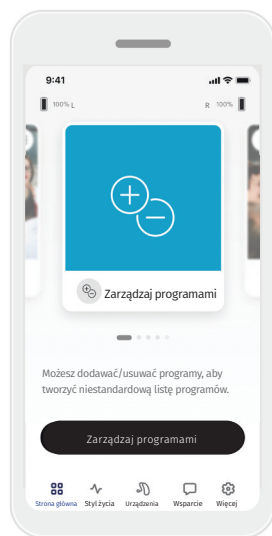 9:41
100% L
R 100%
Zarządzaj programami
Możesz dodawać/usuwać programy, aby
tworzyć niestandardową listę programów.
Zarządzaj programami
Strona główna Styl życia Urządzenia Wsparcie Więcej